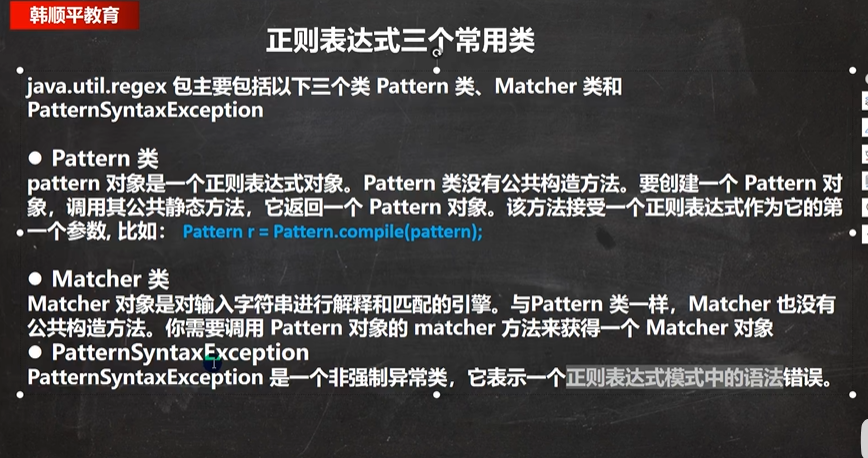 韩顺平教育
正则表达式三个常用类
java.util.regex 包主要包括以下三个类 Pattern 类、Matcher 类和
PatternSyntaxException
● Pattern 类
pattern 对象是一个正则表达式对象。Pattern 类没有公共构造方法。要创建一个 Pattern 对
象，调用其公共静态方法，它返回一个 Pattern 对象。该方法接受一个正则表达式作为它的第
一个参数, 比如： Pattern r = Pattern.compile(pattern);
● Matcher 类
Matcher 对象是对输入字符串进行解释和匹配的引擎。与Pattern 类一样，Matcher 也没有
公共构造方法。你需要调用 Pattern 对象的 matcher 方法来获得一个 Matcher 对象
● PatternSyntaxException
PatternSyntaxException 是一个非强制异常类，它表示一个正则表达式模式中的语法错误。